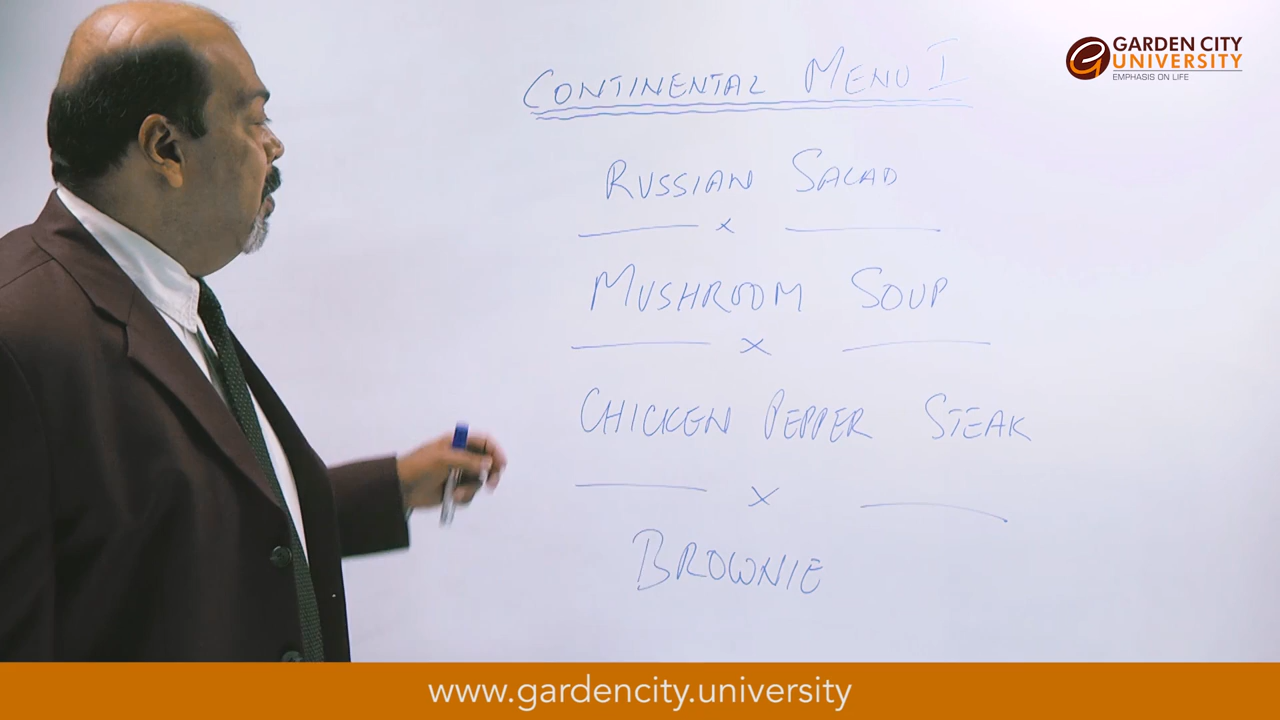 GARDEN CITY
UNIVERSITY
EMPHASIS ON LIFE
CONTINENTAL MENU I
RUSSIAN SALAD
x
MUSHROOM SOUP
x
CHICKEN PEPPER STEAK
x
BROWNIE
www.gardencity.university